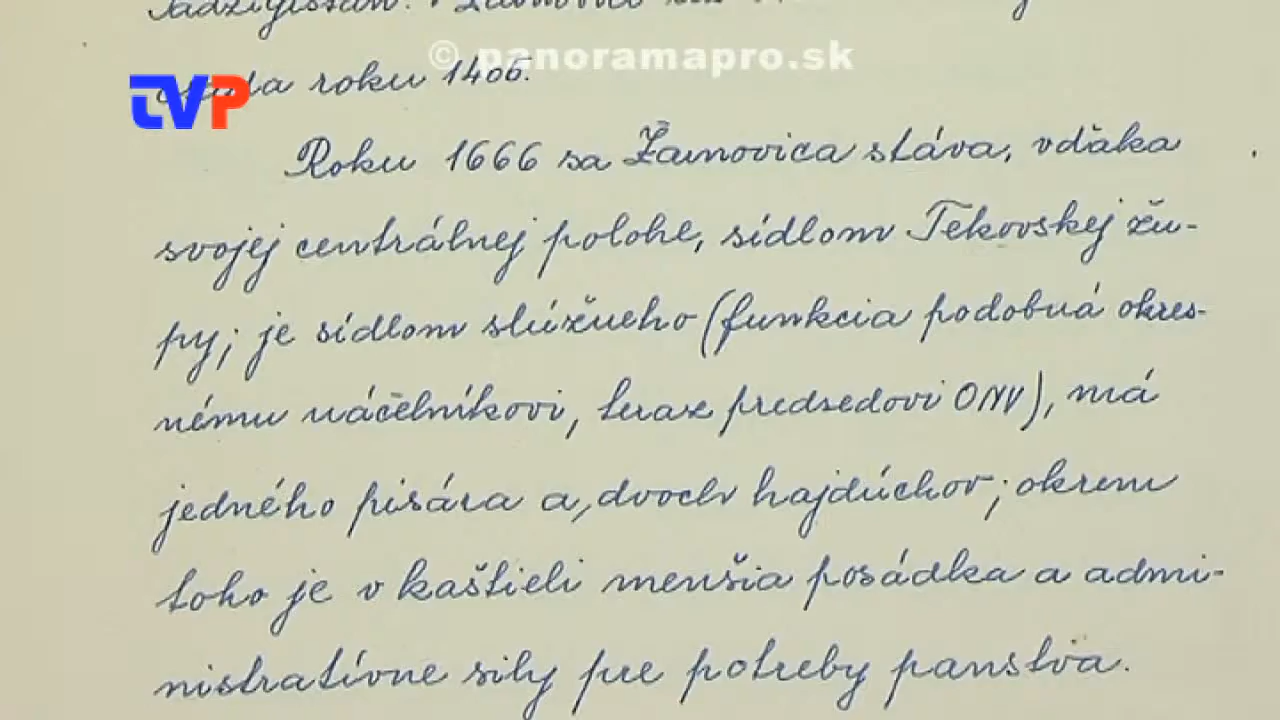 © panoramapro.sk
TVP
roku 1406.
Roku 1666 sa Žarnovica stáva, vďaka
svojej centrálnej polohe, sídlom Tekovskej žu-
py; je sídlom slúžneho (funkcia podobná okres-
nému náčelníkovi, teraz predsedovi ONV), má
jedného pisára a, dvoch hajdúchov; okrem
toho je v kaštieli menšia posádka a admi-
nistratívne sily pre potreby panstva.